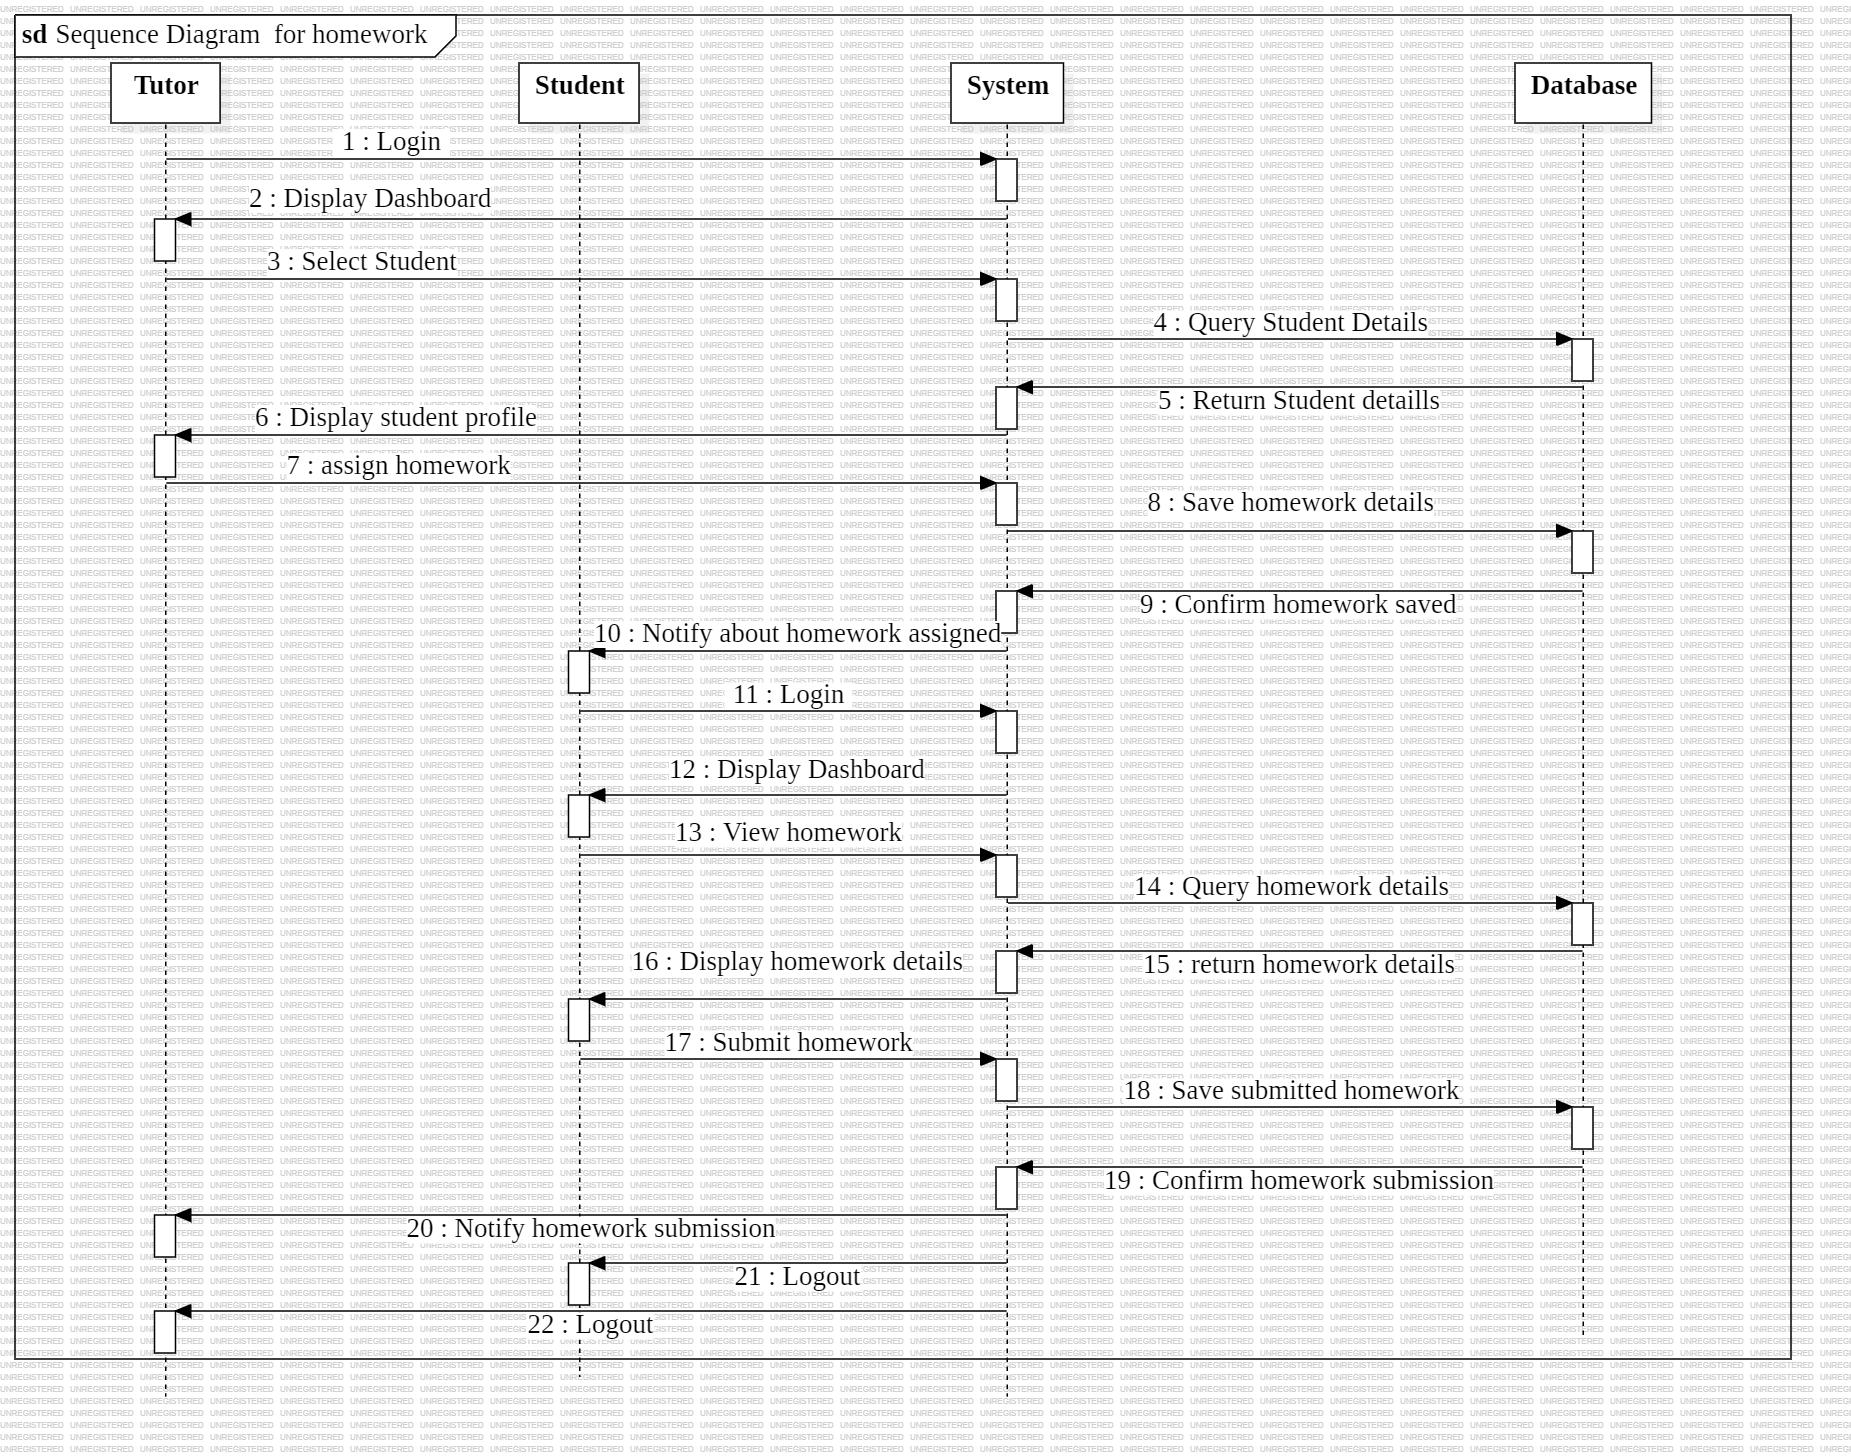 sd Sequence Diagram  for homework
Tutor
Student
System
Database
1 : Login
2 : Display Dashboard
3 : Select Student
4 : Query Student Details
5 : Return Student detaills
6 : Display student profile
7 : assign homework
8 : Save homework details
9 : Confirm homework saved
10 : Notify about homework assigned
11 : Login
12 : Display Dashboard
13 : View homework
14 : Query homework details
15 : return homework details
16 : Display homework details
17 : Submit homework
18 : Save submitted homework
19 : Confirm homework submission
20 : Notify homework submission
21 : Logout
22 : Logout
UNREGISTERED